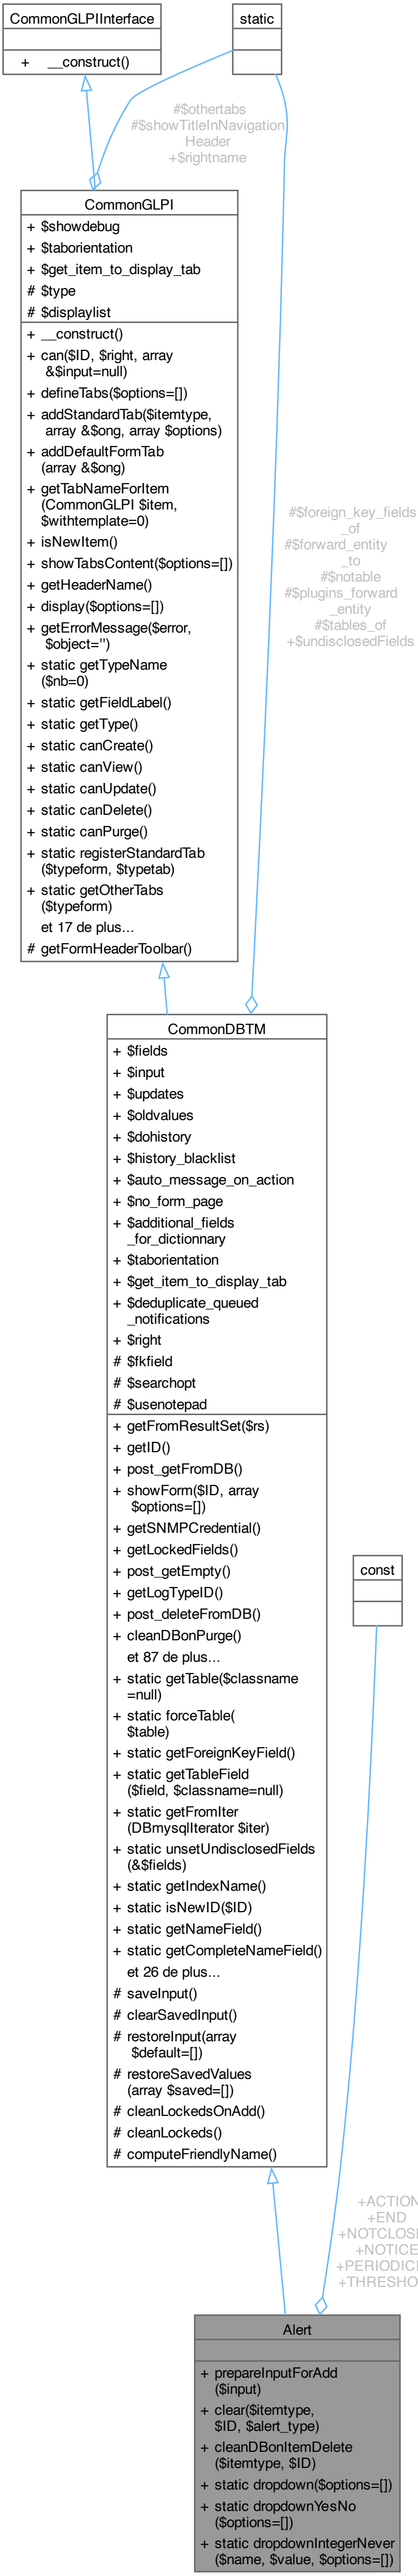 CommonGLPIInterface
+ __construct()
static
#$othertabs
#$showTitleInNavigation
Header
+$rightname
CommonGLPI
+ $showdebug
+ $taborientation
+ $get_item_to_display_tab
# $type
# $displaylist
+ __construct()
+ can($ID, $right, array
&$input=null)
+ defineTabs($options=[])
+ addStandardTab($itemtype,
array &$ong, array $options)
+ addDefaultFormTab
(array &$ong)
+ getTabNameForItem
(CommonGLPI $item,
$withtemplate=0)
+ isNewItem()
+ showTabsContent($options=[])
+ getHeaderName()
+ display($options=[])
+ getErrorMessage($error,
$object='')
+ static getTypeName
($nb=0)
+ static getFieldLabel()
+ static getType()
+ static canCreate()
+ static canView()
+ static canUpdate()
+ static canDelete()
+ static canPurge()
+ static registerStandardTab
($typeform, $typetab)
+ static getOtherTabs
($typeform)
et 17 de plus...
# getFormHeaderToolbar()
#$foreign_key_fields
_of
#$forward_entity
_to
#$notable
#$plugins_forward
_entity
#$tables_of
+$undisclosedFields
CommonDBTM
+ $fields
+ $input
+ $updates
+ $oldvalues
+ $dohistory
+ $history_blacklist
+ $auto_message_on_action
+ $no_form_page
+ $additional_fields
_for_dictionnary
+ $taborientation
+ $get_item_to_display_tab
+ $deduplicate_queued
_notifications
+ $right
# $fkfield
# $searchopt
# $usenotepad
+ getFromResultSet($rs)
+ getID()
+ post_getFromDB()
+ showForm($ID, array
$options=[])
+ getSNMPCredential()
+ getLockedFields()
+ post_getEmpty()
+ getLogTypeID()
+ post_deleteFromDB()
+ cleanDBonPurge()
et 87 de plus...
+ static getTable($classname
=null)
+ static forceTable(
$table)
+ static getForeignKeyField()
+ static getTableField
($field, $classname=null)
+ static getFromIter
(DBmysqlIterator $iter)
+ static unsetUndisclosedFields
(&$fields)
+ static getIndexName()
+ static isNewID($ID)
+ static getNameField()
+ static getCompleteNameField()
et 26 de plus...
# saveInput()
# clearSavedInput()
# restoreInput(array
$default=[])
# restoreSavedValues
(array $saved=[])
# cleanLockedsOnAdd()
# cleanLockeds()
# computeFriendlyName()
const
+ACTION
+END
+NOTCLOS
+NOTICE
+PERIODIC
+THRESHO
Alert
+ prepareInputForAdd
($input)
+ clear($itemtype,
$ID, $alert_type)
+ cleanDBonItemDelete
($itemtype, $ID)
+ static dropdown($options=[])
+ static dropdownYesNo
($options=[])
+ static dropdownIntegerNever
($name, $value, $options=[])